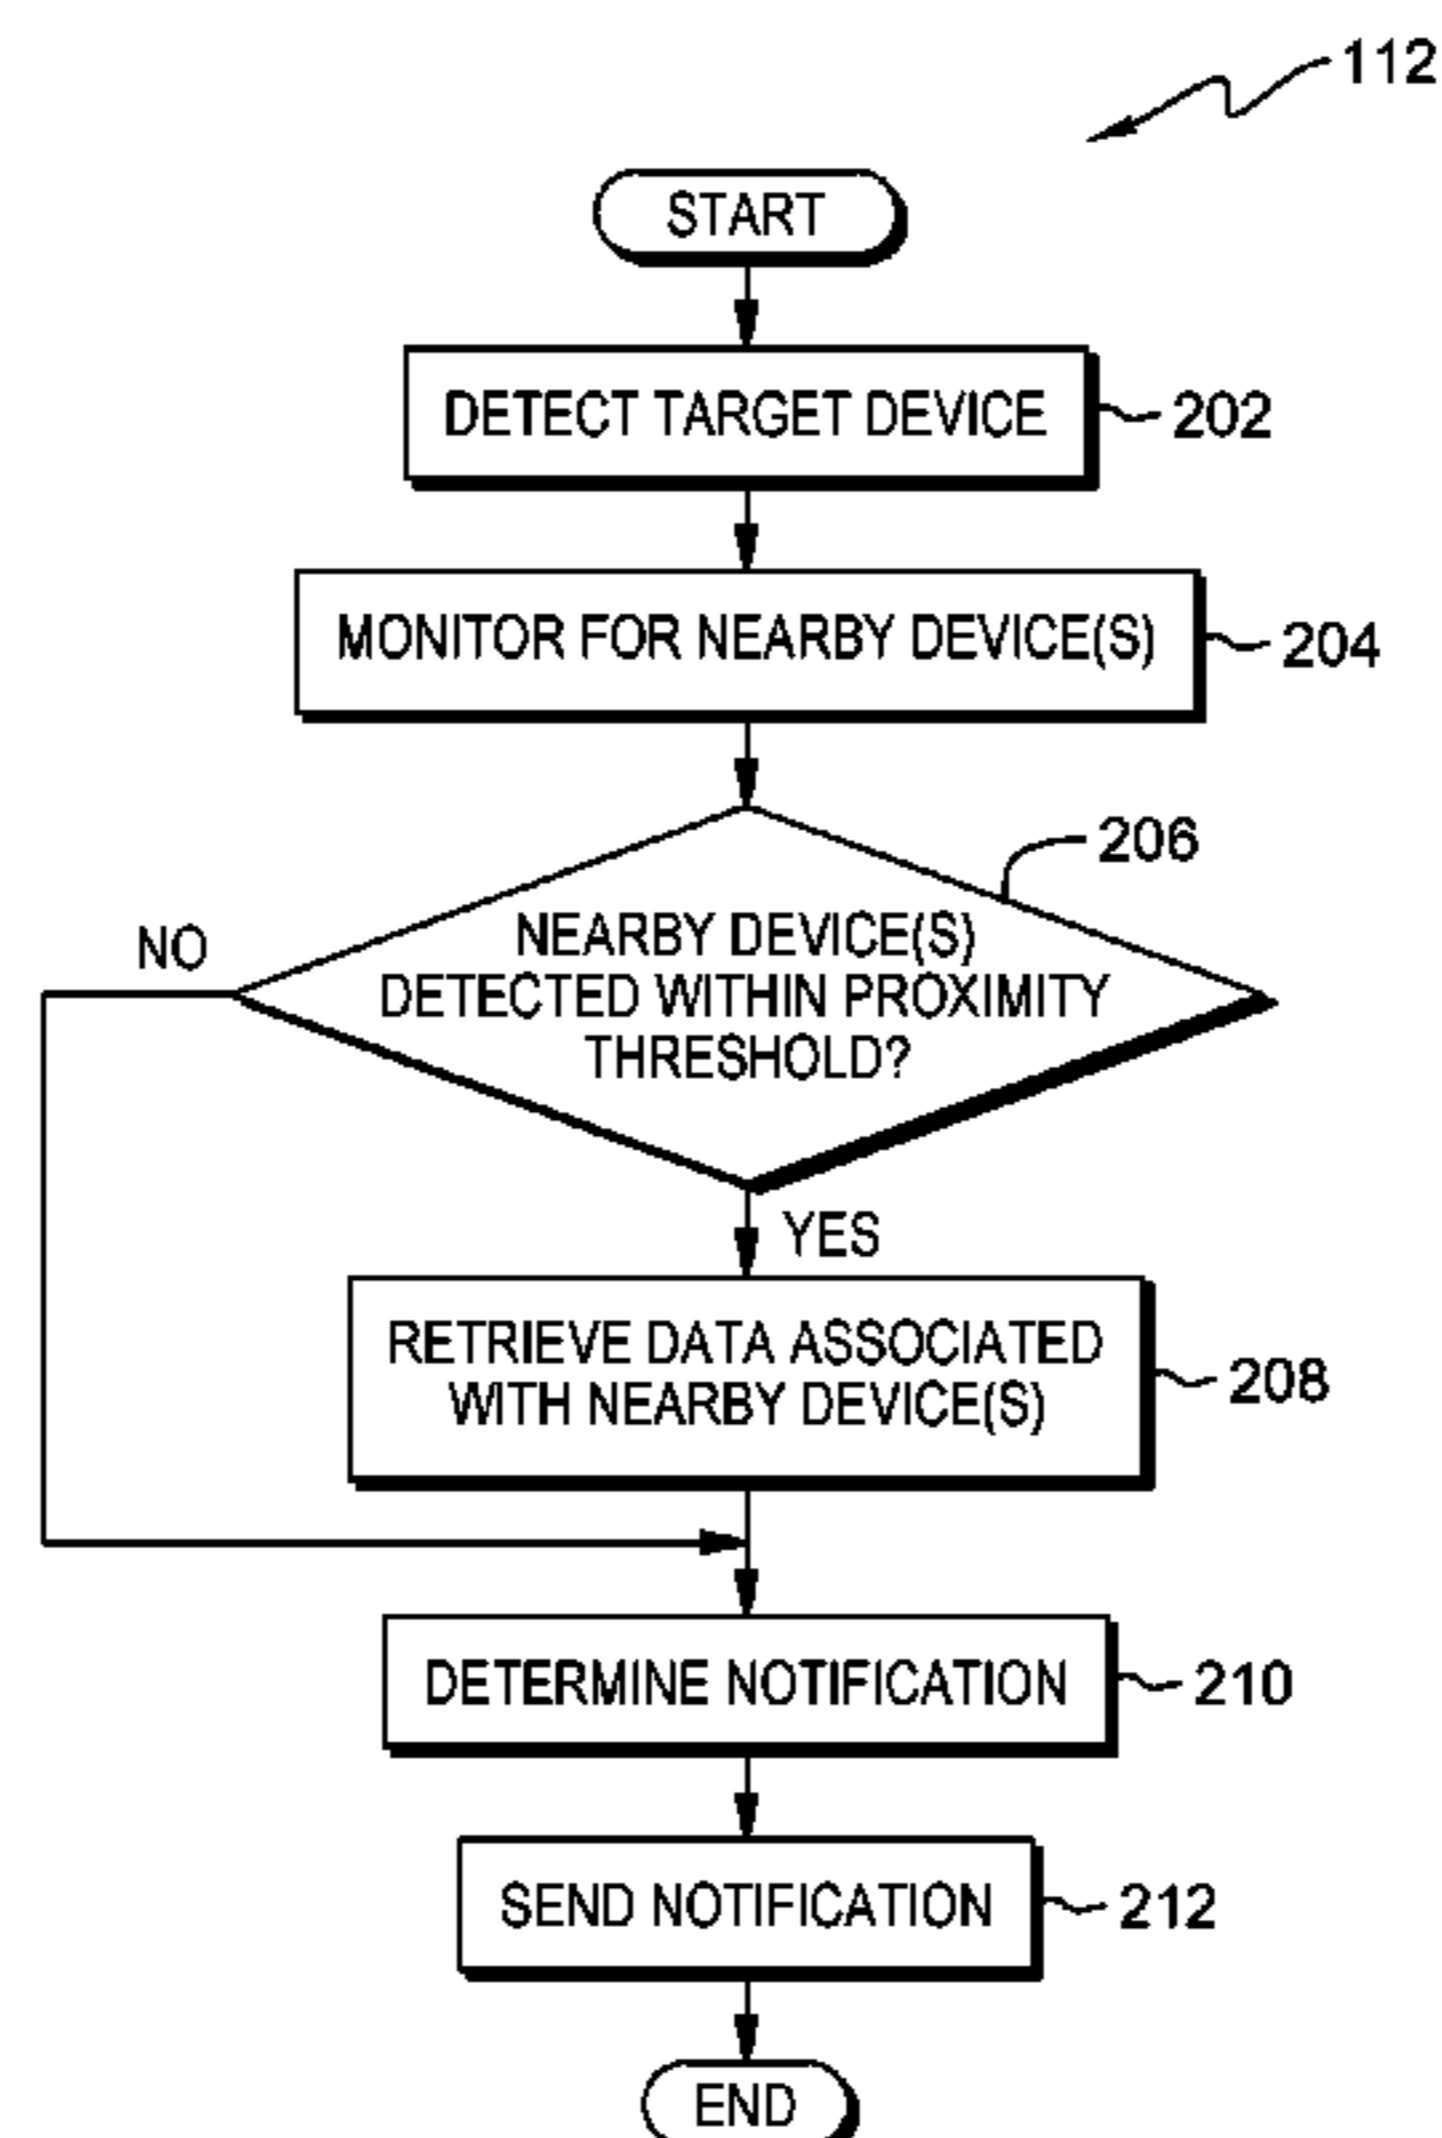 112
START
DETECT TARGET DEVICE
202
MONITOR FOR NEARBY DEVICE(S)
204
206
NO
NEARBY DEVICE(S)
DETECTED WITHIN PROXIMITY
THRESHOLD?
YES
RETRIEVE DATA ASSOCIATED
WITH NEARBY DEVICE(S)
208
DETERMINE NOTIFICATION
210
SEND NOTIFICATION
212
END